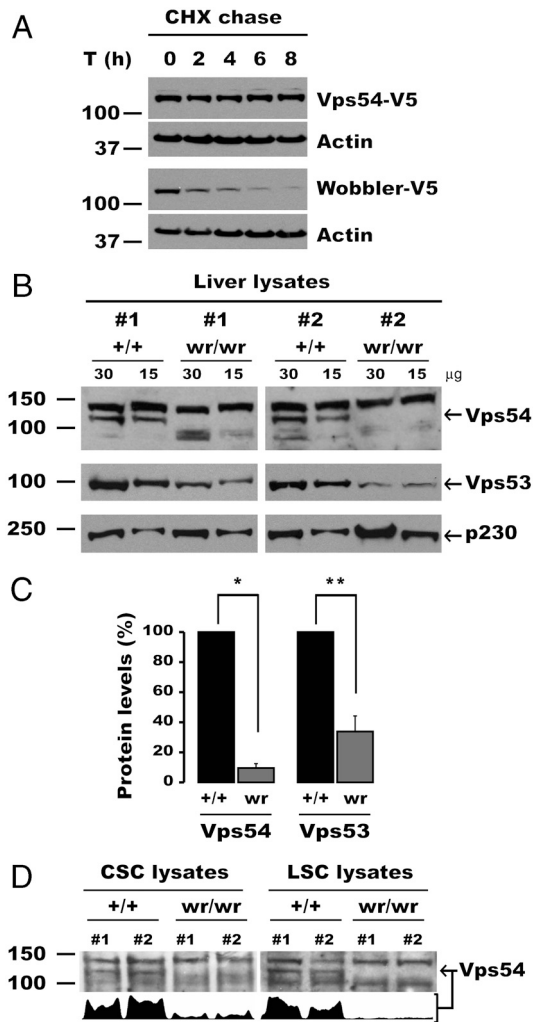 A
CHX chase
T (h) 0 2 4 6 8
100 Vps54-V5
37 Actin
100 Wobbler-V5
37 Actin
B
Liver lysates
#1 #1 #2 #2
+/+ wr/wr +/+ wr/wr
30 15 30 15 30 15 30 15 µg
150
100 ←Vps54
100 ←Vps53
250 ←p230
C
* **
Protein levels (%)
100
80
60
40
20
0
+/+ wr +/+ wr
Vps54 Vps53
D
CSC lysates LSC lysates
+/+ wr/wr +/+ wr/wr
#1 #2 #1 #2 #1 #2 #1 #2
150
100 Vps54